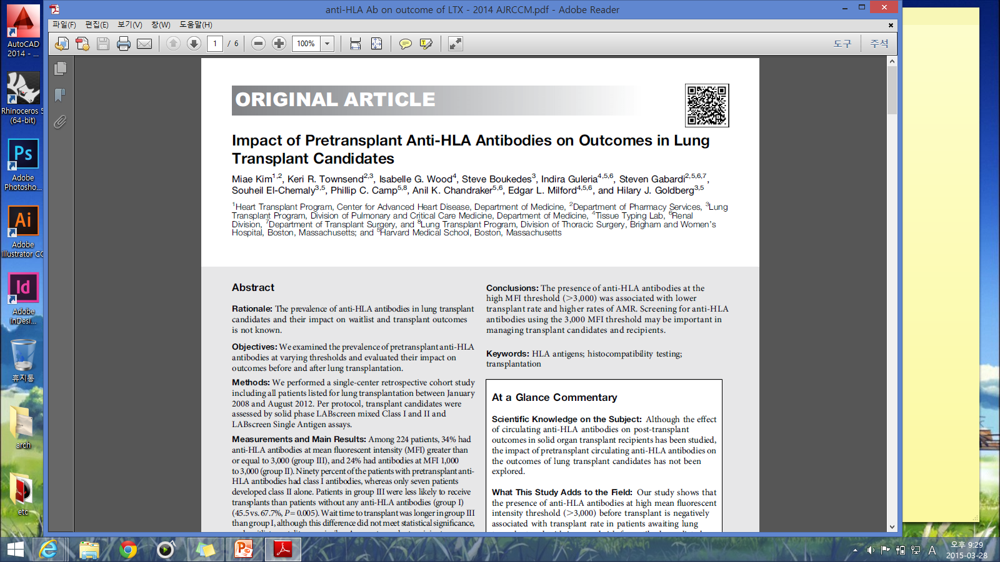 anti-HLA Ab on outcome of LTX - 2014 AJRCCM.pdf - Adobe Reader
파일(F) 편집(E) 보기(V) 창(W) 도움말(H)
1 / 6 100% 도구 주석
AutoCAD
2014 - ...
Rhinoceros 5
(64-bit)
Ps
Adobe
Photosho...
Ai
Adobe
Illustrator CC
Id
Adobe
InDesi...
휴지통
arch
etc
ORIGINAL ARTICLE
Impact of Pretransplant Anti-HLA Antibodies on Outcomes in Lung
Transplant Candidates
Miae Kim1,2, Keri R. Townsend2,3, Isabelle G. Wood4, Steve Boukedes3, Indira Guleria4,5,6, Steven Gabardi2,5,6,7,
Souheil El-Chemaly3,5, Phillip C. Camp5,8, Anil K. Chandraker5,6, Edgar L. Milford4,5,6, and Hilary J. Goldberg3,5
1Heart Transplant Program, Center for Advanced Heart Disease, Department of Medicine, 2Department of Pharmacy Services, 3Lung
Transplant Program, Division of Pulmonary and Critical Care Medicine, Department of Medicine, 4Tissue Typing Lab, 6Renal
Division, 7Department of Transplant Surgery, and 8Lung Transplant Program, Division of Thoracic Surgery, Brigham and Women's
Hospital, Boston, Massachusetts; and 5Harvard Medical School, Boston, Massachusetts
Abstract
Rationale: The prevalence of anti-HLA antibodies in lung transplant
candidates and their impact on waitlist and transplant outcomes
is not known.
Objectives: We examined the prevalence of pretransplant anti-HLA
antibodies at varying thresholds and evaluated their impact on
outcomes before and after lung transplantation.
Methods: We performed a single-center retrospective cohort study
including all patients listed for lung transplantation between January
2008 and August 2012. Per protocol, transplant candidates were
assessed by solid phase LABscreen mixed Class I and II and
LABscreen Single Antigen assays.
Measurements and Main Results: Among 224 patients, 34% had
anti-HLA antibodies at mean fluorescent intensity (MFI) greater than
or equal to 3,000 (group III), and 24% had antibodies at MFI 1,000
to 3,000 (group II). Ninety percent of the patients with pretransplant anti-
HLA antibodies had class I antibodies, whereas only seven patients
developed class II alone. Patients in group III were less likely to receive
transplants than patients without any anti-HLA antibodies (group I)
(45.5 vs. 67.7%, P = 0.005). Wait time to transplant was longer in group III
than group I, although this difference did not meet statistical significance,
Conclusions: The presence of anti-HLA antibodies at the
high MFI threshold (>3,000) was associated with lower
transplant rate and higher rates of AMR. Screening for anti-HLA
antibodies using the 3,000 MFI threshold may be important in
managing transplant candidates and recipients.
Keywords: HLA antigens; histocompatibility testing;
transplantation
At a Glance Commentary
Scientific Knowledge on the Subject: Although the effect
of circulating anti-HLA antibodies on post-transplant
outcomes in solid organ transplant recipients has been studied,
the impact of pretransplant circulating anti-HLA antibodies on
the outcomes of lung transplant candidates has not been
explored.
What This Study Adds to the Field: Our study shows that
the presence of anti-HLA antibodies at high mean fluorescent
intensity threshold (>3,000) before transplant is negatively
associated with transplant rate in patients awaiting lung
A 오후 9:29
2015-03-28